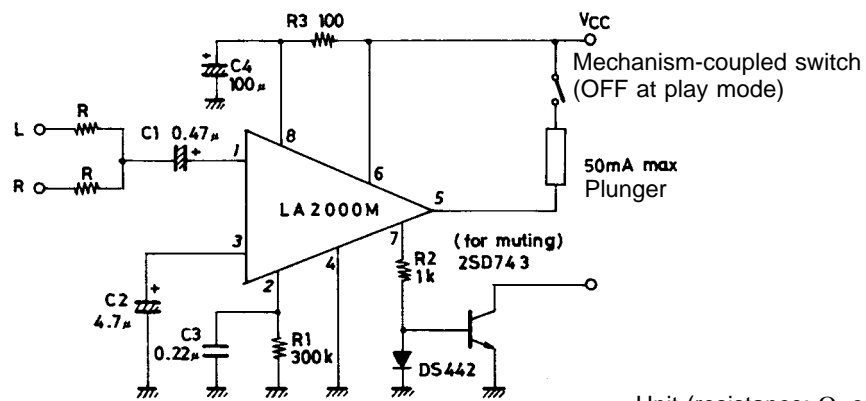 R3 100
VCC
Mechanism-coupled switch
(OFF at play mode)
C4
100μ
L
R
C1 0.47μ
R
R
+
+
+
1
8
6
LA2000M
5
50mA max
Plunger
3
2
4
7
(for muting)
2SD743
R2
1k
C2
4.7μ
C3
0.22μ
R1
300k
DS442